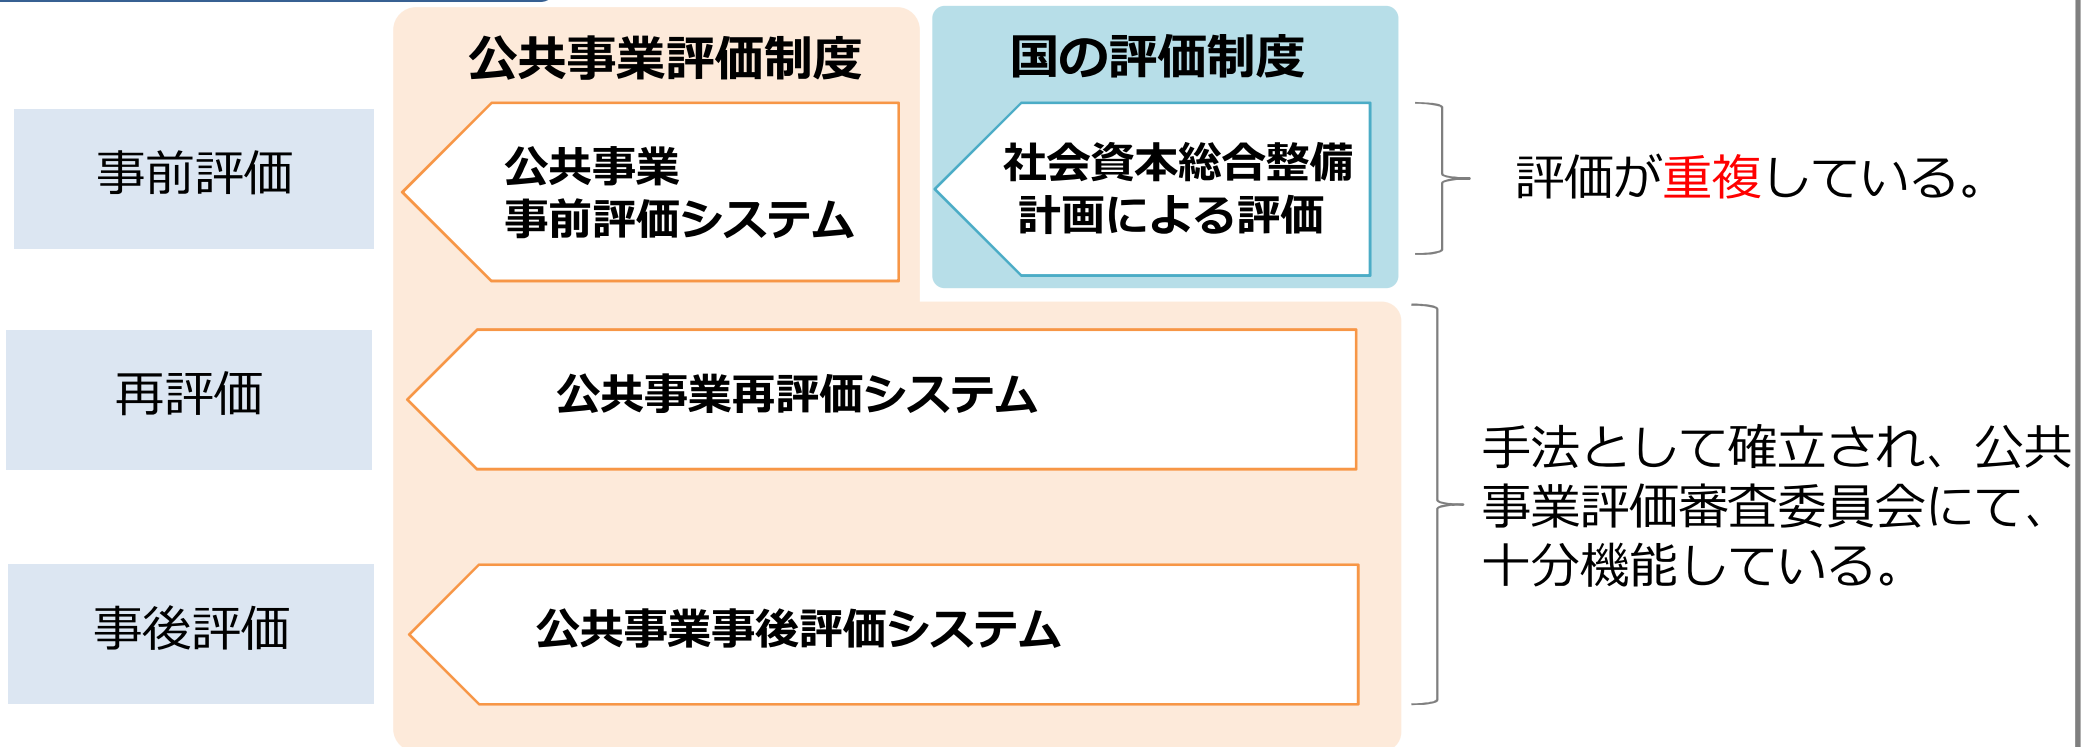 公共事業評価制度
国の評価制度
事前評価
公共事業
事前評価システム
社会資本総合整備
計画による評価
評価が重複している。
再評価
公共事業再評価システム
手法として確立され、公共
事業評価審査委員会にて、
十分機能している。
事後評価
公共事業事後評価システム